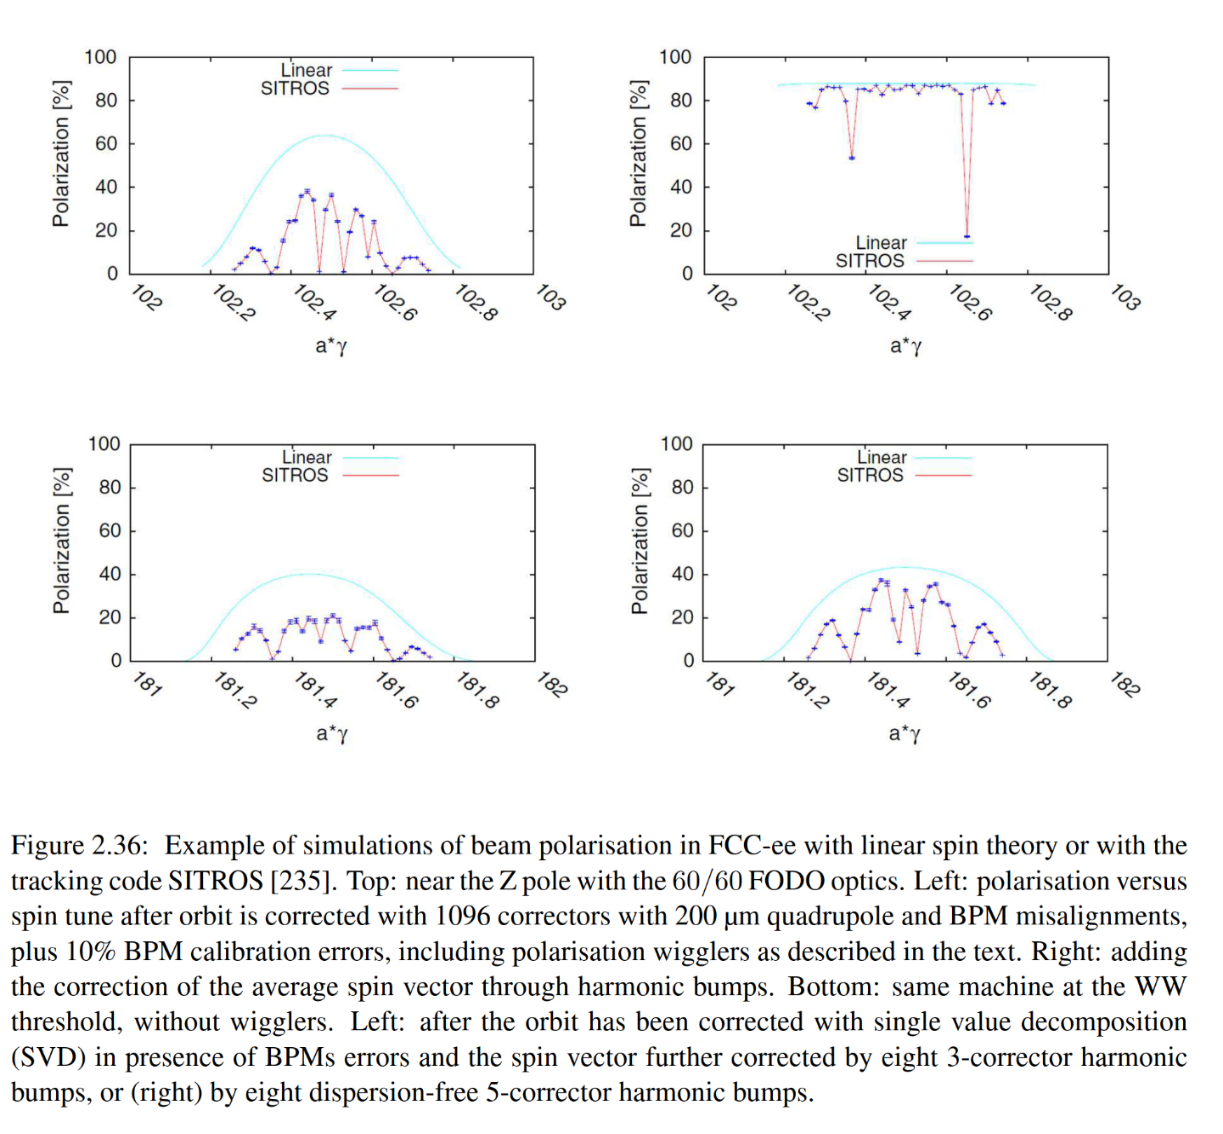 100
80
60
40
20
0
Polarization [%]
Linear
SITROS
102
102.2
102.4
102.6
102.8
103
a*γ
100
80
60
40
20
0
Polarization [%]
Linear
SITROS
102
102.2
102.4
102.6
102.8
103
a*γ
100
80
60
40
20
0
Polarization [%]
Linear
SITROS
181
181.2
181.4
181.6
181.8
182
a*γ
100
80
60
40
20
0
Polarization [%]
Linear
SITROS
181
181.2
181.4
181.6
181.8
182
a*γ
Figure 2.36: Example of simulations of beam polarisation in FCC-ee with linear spin theory or with the
tracking code SITROS [235]. Top: near the Z pole with the 60/60 FODO optics. Left: polarisation versus
spin tune after orbit is corrected with 1096 correctors with 200 µm quadrupole and BPM misalignments,
plus 10% BPM calibration errors, including polarisation wigglers as described in the text. Right: adding
the correction of the average spin vector through harmonic bumps. Bottom: same machine at the WW
threshold, without wigglers. Left: after the orbit has been corrected with single value decomposition
(SVD) in presence of BPMs errors and the spin vector further corrected by eight 3-corrector harmonic
bumps, or (right) by eight dispersion-free 5-corrector harmonic bumps.